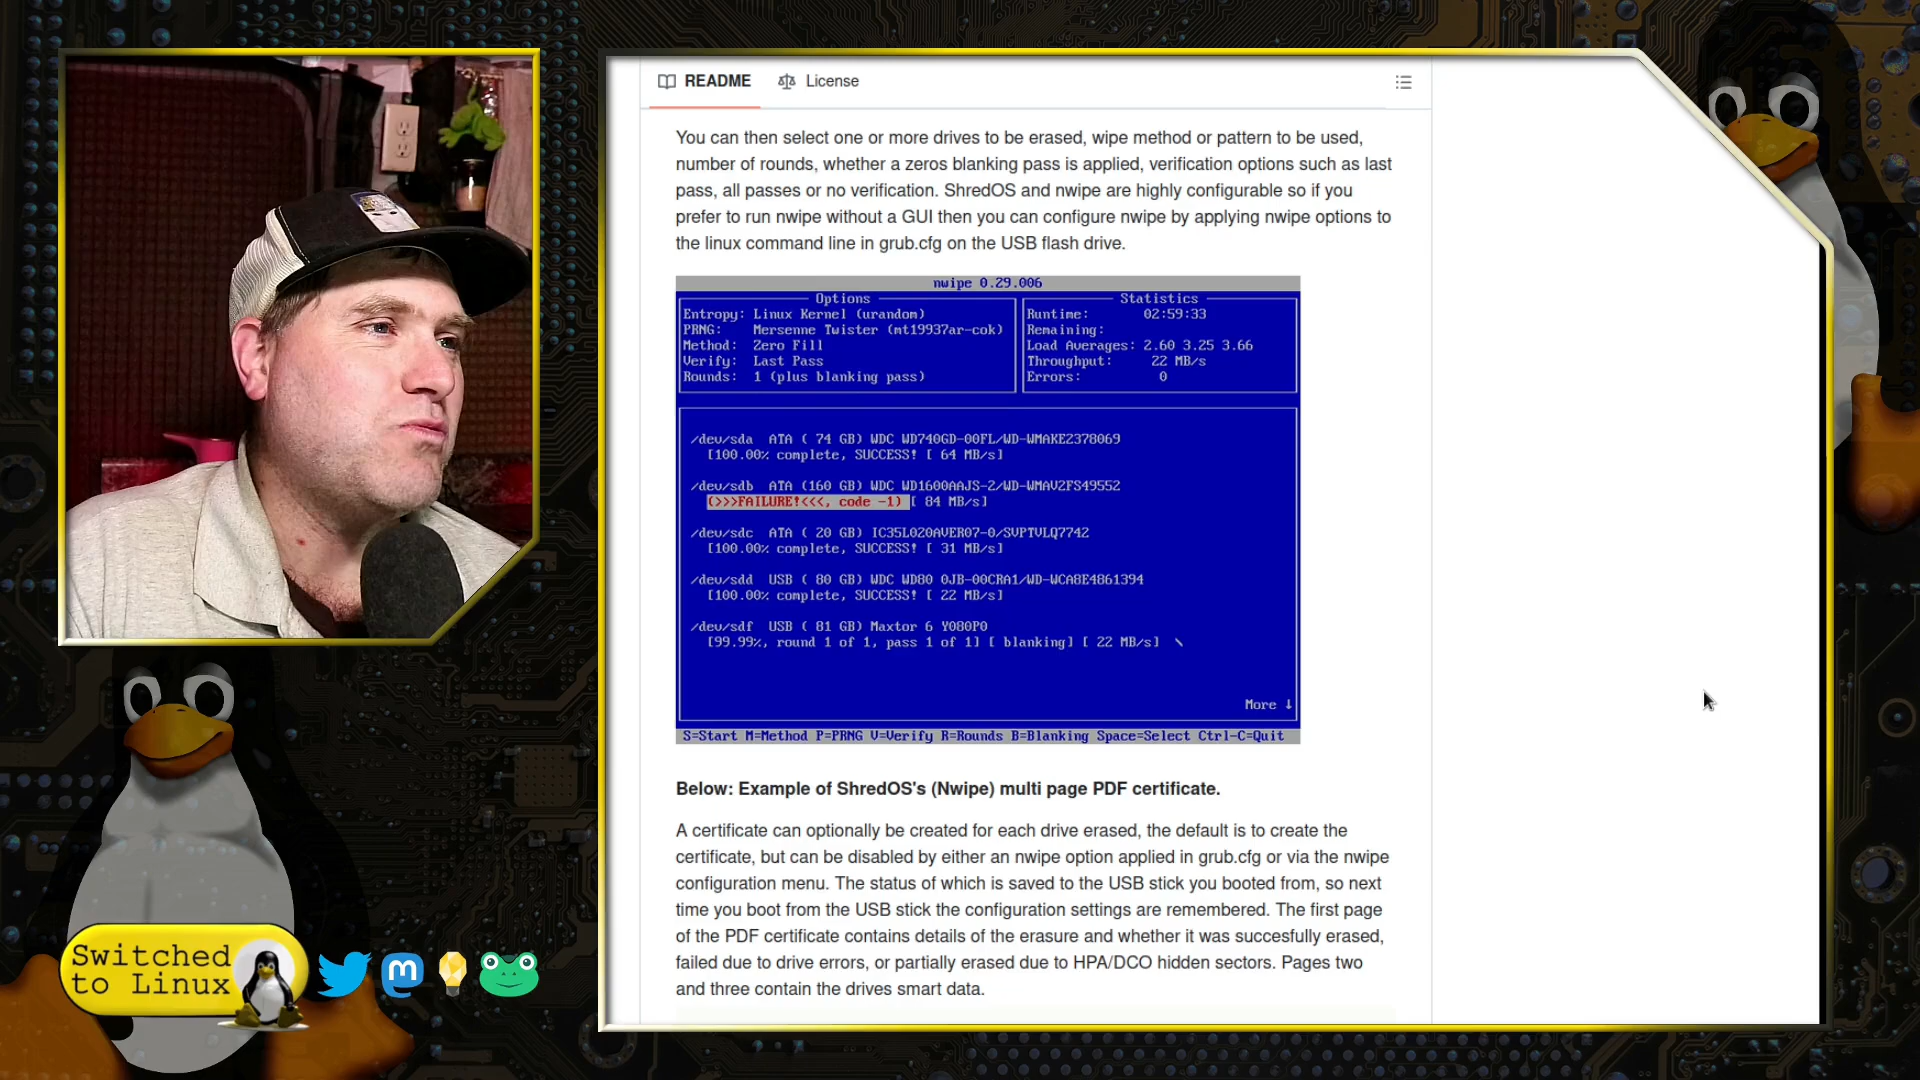 README
License
You can then select one or more drives to be erased, wipe method or pattern to be used,
number of rounds, whether a zeros blanking pass is applied, verification options such as last
pass, all passes or no verification. ShredOS and nwipe are highly configurable so if you
prefer to run nwipe without a GUI then you can configure nwipe by applying nwipe options to
the linux command line in grub.cfg on the USB flash drive.
nwipe 0.29.006
Options
Entropy: Linux Kernel (urandom)
PRNG: Mersenne Twister (mt19937ar-cok)
Method: Zero Fill
Verify: Last Pass
Rounds: 1 (plus blanking pass)
Statistics
Runtime: 02:59:33
Remaining:
Load Averages: 2.60 3.25 3.66
Throughput: 22 MB/s
Errors: 0
/dev/sda ATA ( 74 GB) WDC WD740GD-00FL/WD-WMAKE2378069
[100.00% complete, SUCCESS! [ 64 MB/s]
/dev/sdb ATA (160 GB) WDC WD1600AAJS-2/WD-WMAV2FS49552
(>>>FAILURE!<<<, code -1) [ 84 MB/s]
/dev/sdc ATA ( 20 GB) IC35L020AVER07-0/SVPTVLQ7742
[100.00% complete, SUCCESS! [ 31 MB/s]
/dev/sdd USB ( 80 GB) WDC WD80 0JB-00CRA1/WD-WCA8E4861394
[100.00% complete, SUCCESS! [ 22 MB/s]
/dev/sdf USB ( 81 GB) Maxtor 6 Y080P0
[99.99%, round 1 of 1, pass 1 of 1] [ blanking] [ 22 MB/s] \
More ↓
S=Start M=Method P=PRNG V=Verify R=Rounds B=Blanking Space=Select Ctrl-C=Quit
Below: Example of ShredOS's (Nwipe) multi page PDF certificate.
A certificate can optionally be created for each drive erased, the default is to create the
certificate, but can be disabled by either an nwipe option applied in grub.cfg or via the nwipe
configuration menu. The status of which is saved to the USB stick you booted from, so next
time you boot from the USB stick the configuration settings are remembered. The first page
of the PDF certificate contains details of the erasure and whether it was succesfully erased,
failed due to drive errors, or partially erased due to HPA/DCO hidden sectors. Pages two
and three contain the drives smart data.
Switched
to Linux